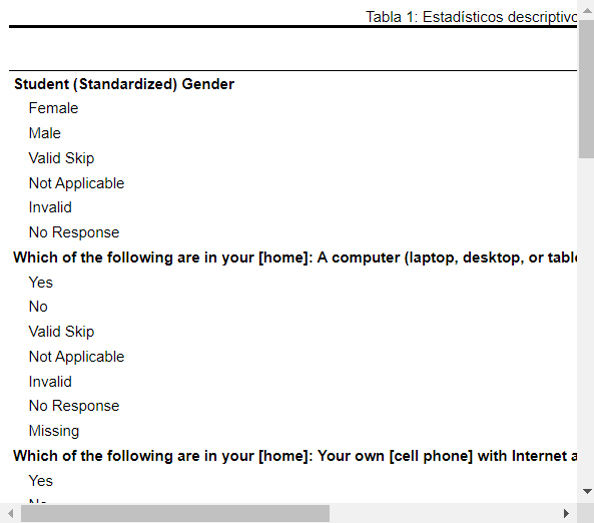 Tabla 1: Estadísticos descriptivo
Student (Standardized) Gender
Female
Male
Valid Skip
Not Applicable
Invalid
No Response
Which of the following are in your [home]: A computer (laptop, desktop, or table
Yes
No
Valid Skip
Not Applicable
Invalid
No Response
Missing
Which of the following are in your [home]: Your own [cell phone] with Internet a
Yes